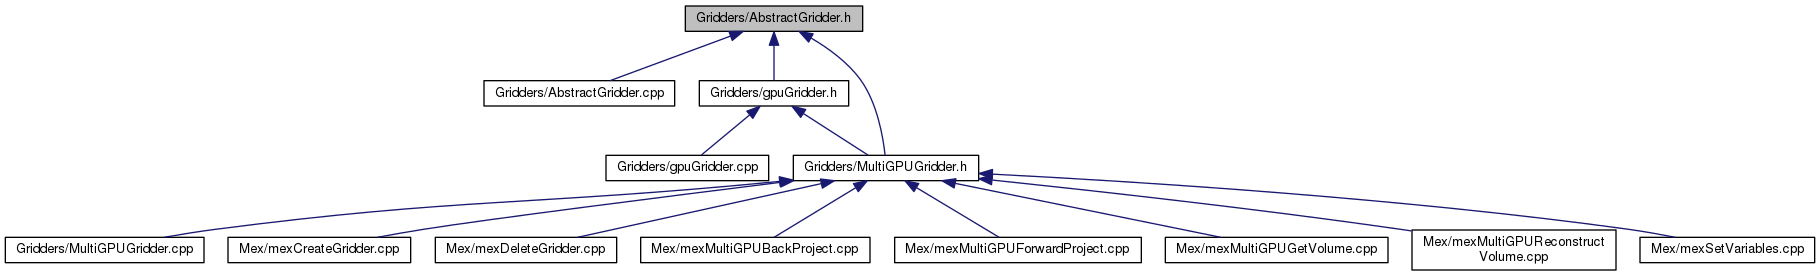 Gridders/AbstractGridder.h
Gridders/AbstractGridder.cpp
Gridders/gpuGridder.h
Gridders/gpuGridder.cpp
Gridders/MultiGPUGridder.h
Gridders/MultiGPUGridder.cpp
Mex/mexCreateGridder.cpp
Mex/mexDeleteGridder.cpp
Mex/mexMultiGPUBackProject.cpp
Mex/mexMultiGPUForwardProject.cpp
Mex/mexMultiGPUGetVolume.cpp
Mex/mexMultiGPUReconstruct
Volume.cpp
Mex/mexSetVariables.cpp